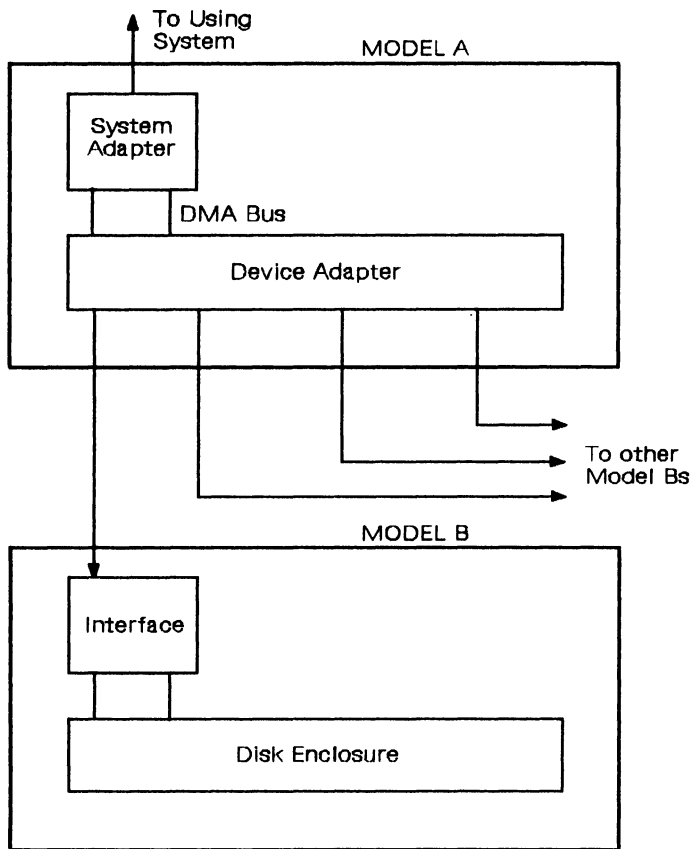 To Using
System
MODEL A
System
Adapter
DMA Bus
Device Adapter
To other
Model Bs
MODEL B
Interface
Disk Enclosure